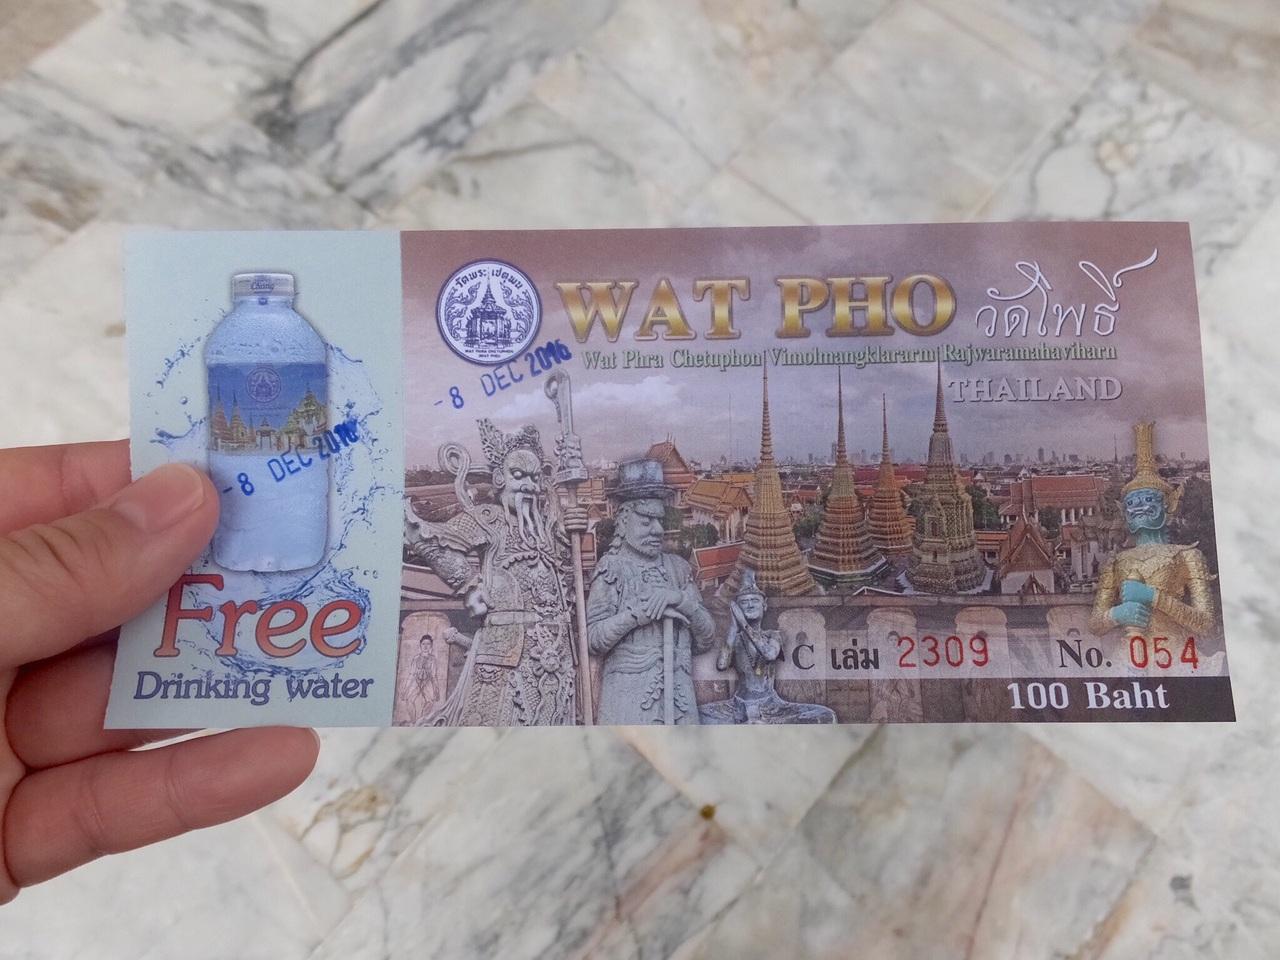 Chang
- 8 DEC 2016
Free
Drinking water
วัดพระเชตุพน
WAT PHRA CHETUPHON
(WAT PHO)
- 8 DEC 2016
WAT PHO วัดโพธิ์
Wat Phra Chetuphon Vimolmangklararm Rajwaramahaviharn
THAILAND
C เล่ม 2309 No. 054
100 Baht